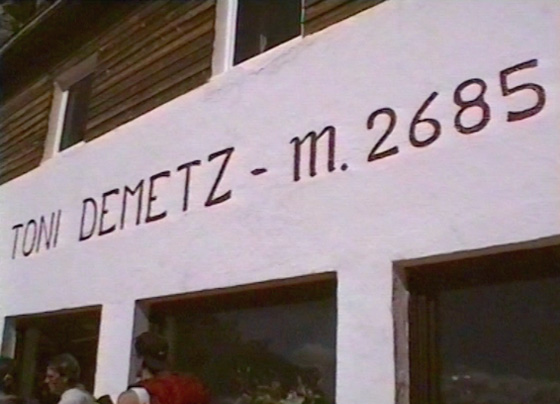 TONI DEMETZ - m. 2685